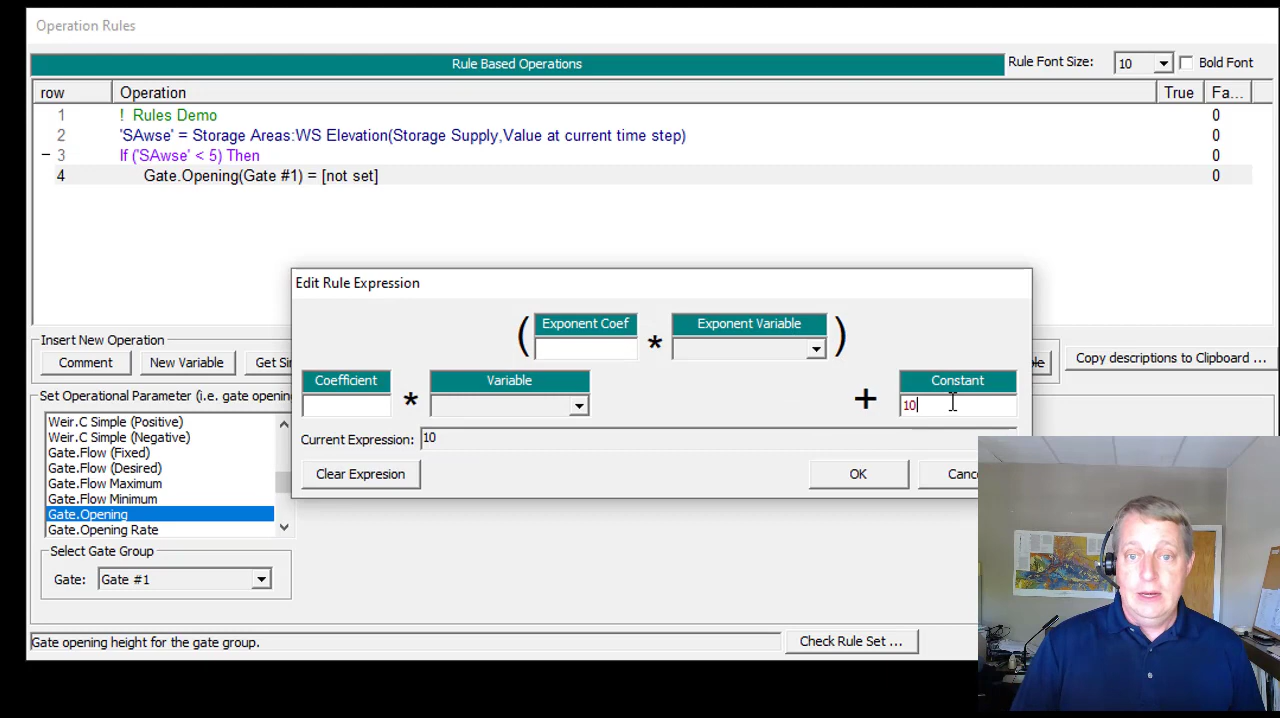 Operation Rules
Rule Based Operations
Rule Font Size: 10 Bold Font
row Operation True Fa...
1 ! Rules Demo 0
2 'SAwse' = Storage Areas:WS Elevation(Storage Supply,Value at current time step) 0
3 If ('SAwse' < 5) Then 0
4 Gate.Opening(Gate #1) = [not set] 0
Edit Rule Expression
( Exponent Coef * Exponent Variable )
Coefficient * Variable + Constant
10
Current Expression: 10
Clear Expresion OK Canc
Insert New Operation
Comment New Variable Get Si
Copy descriptions to Clipboard ...
Set Operational Parameter (i.e. gate opening
Weir.C Simple (Positive)
Weir.C Simple (Negative)
Gate.Flow (Fixed)
Gate.Flow (Desired)
Gate.Flow Maximum
Gate.Flow Minimum
Gate.Opening
Gate.Opening Rate
Select Gate Group
Gate: Gate #1
Gate opening height for the gate group.
Check Rule Set ...